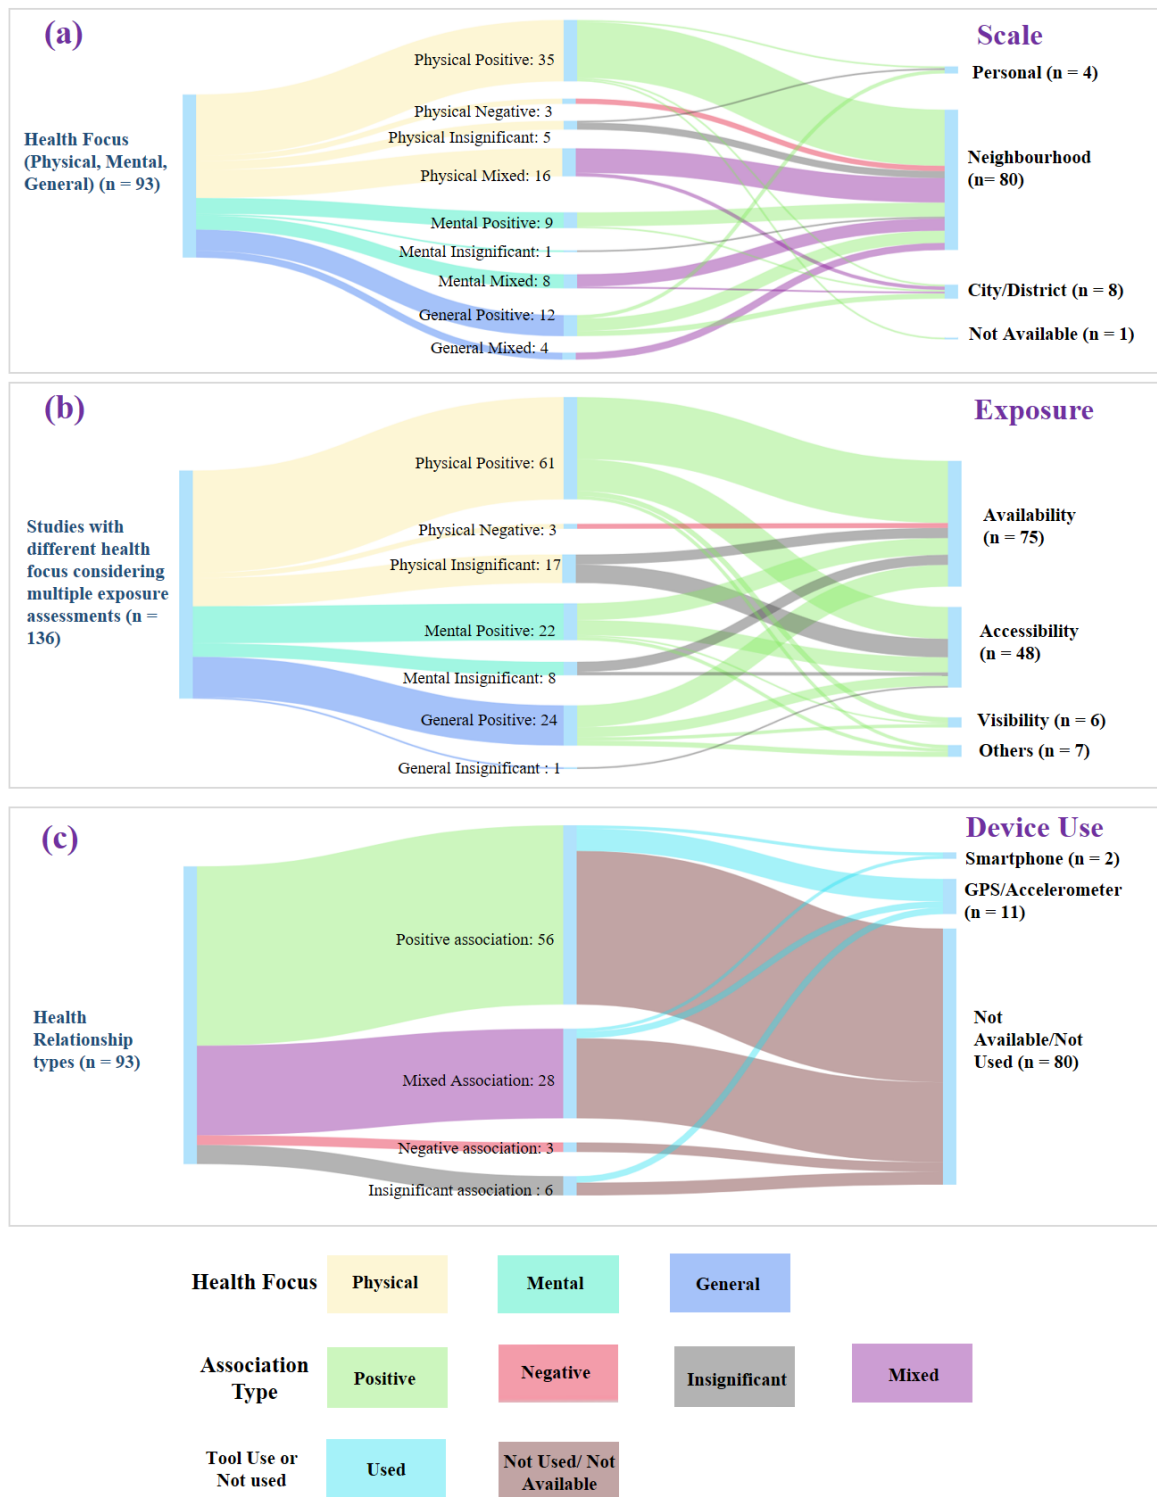 (a)
Scale
Physical Positive: 35
Personal (n = 4)
Physical Negative: 3
Health Focus
(Physical, Mental,
General) (n = 93)
Physical Insignificant: 5
Neighbourhood
(n= 80)
Physical Mixed: 16
Mental Positive: 9
Mental Insignificant: 1
Mental Mixed: 8
City/District (n = 8)
General Positive: 12
Not Available (n = 1)
General Mixed: 4
(b)
Exposure
Physical Positive: 61
Availability
(n = 75)
Studies with
different health
focus considering
multiple exposure
assessments (n =
136)
Physical Negative: 3
Physical Insignificant: 17
Mental Positive: 22
Accessibility
(n = 48)
Mental Insignificant: 8
General Positive: 24
Visibility (n = 6)
Others (n = 7)
General Insignificant : 1
(c)
Device Use
Smartphone (n = 2)
GPS/Accelerometer
(n = 11)
Positive association: 56
Health
Relationship
types (n = 93)
Not
Available/Not
Used (n = 80)
Mixed Association: 28
Negative association: 3
Insignificant association : 6
Health Focus
Physical
Mental
General
Association
Type
Positive
Negative
Insignificant
Mixed
Tool Use or
Not used
Used
Not Used/ Not
Available